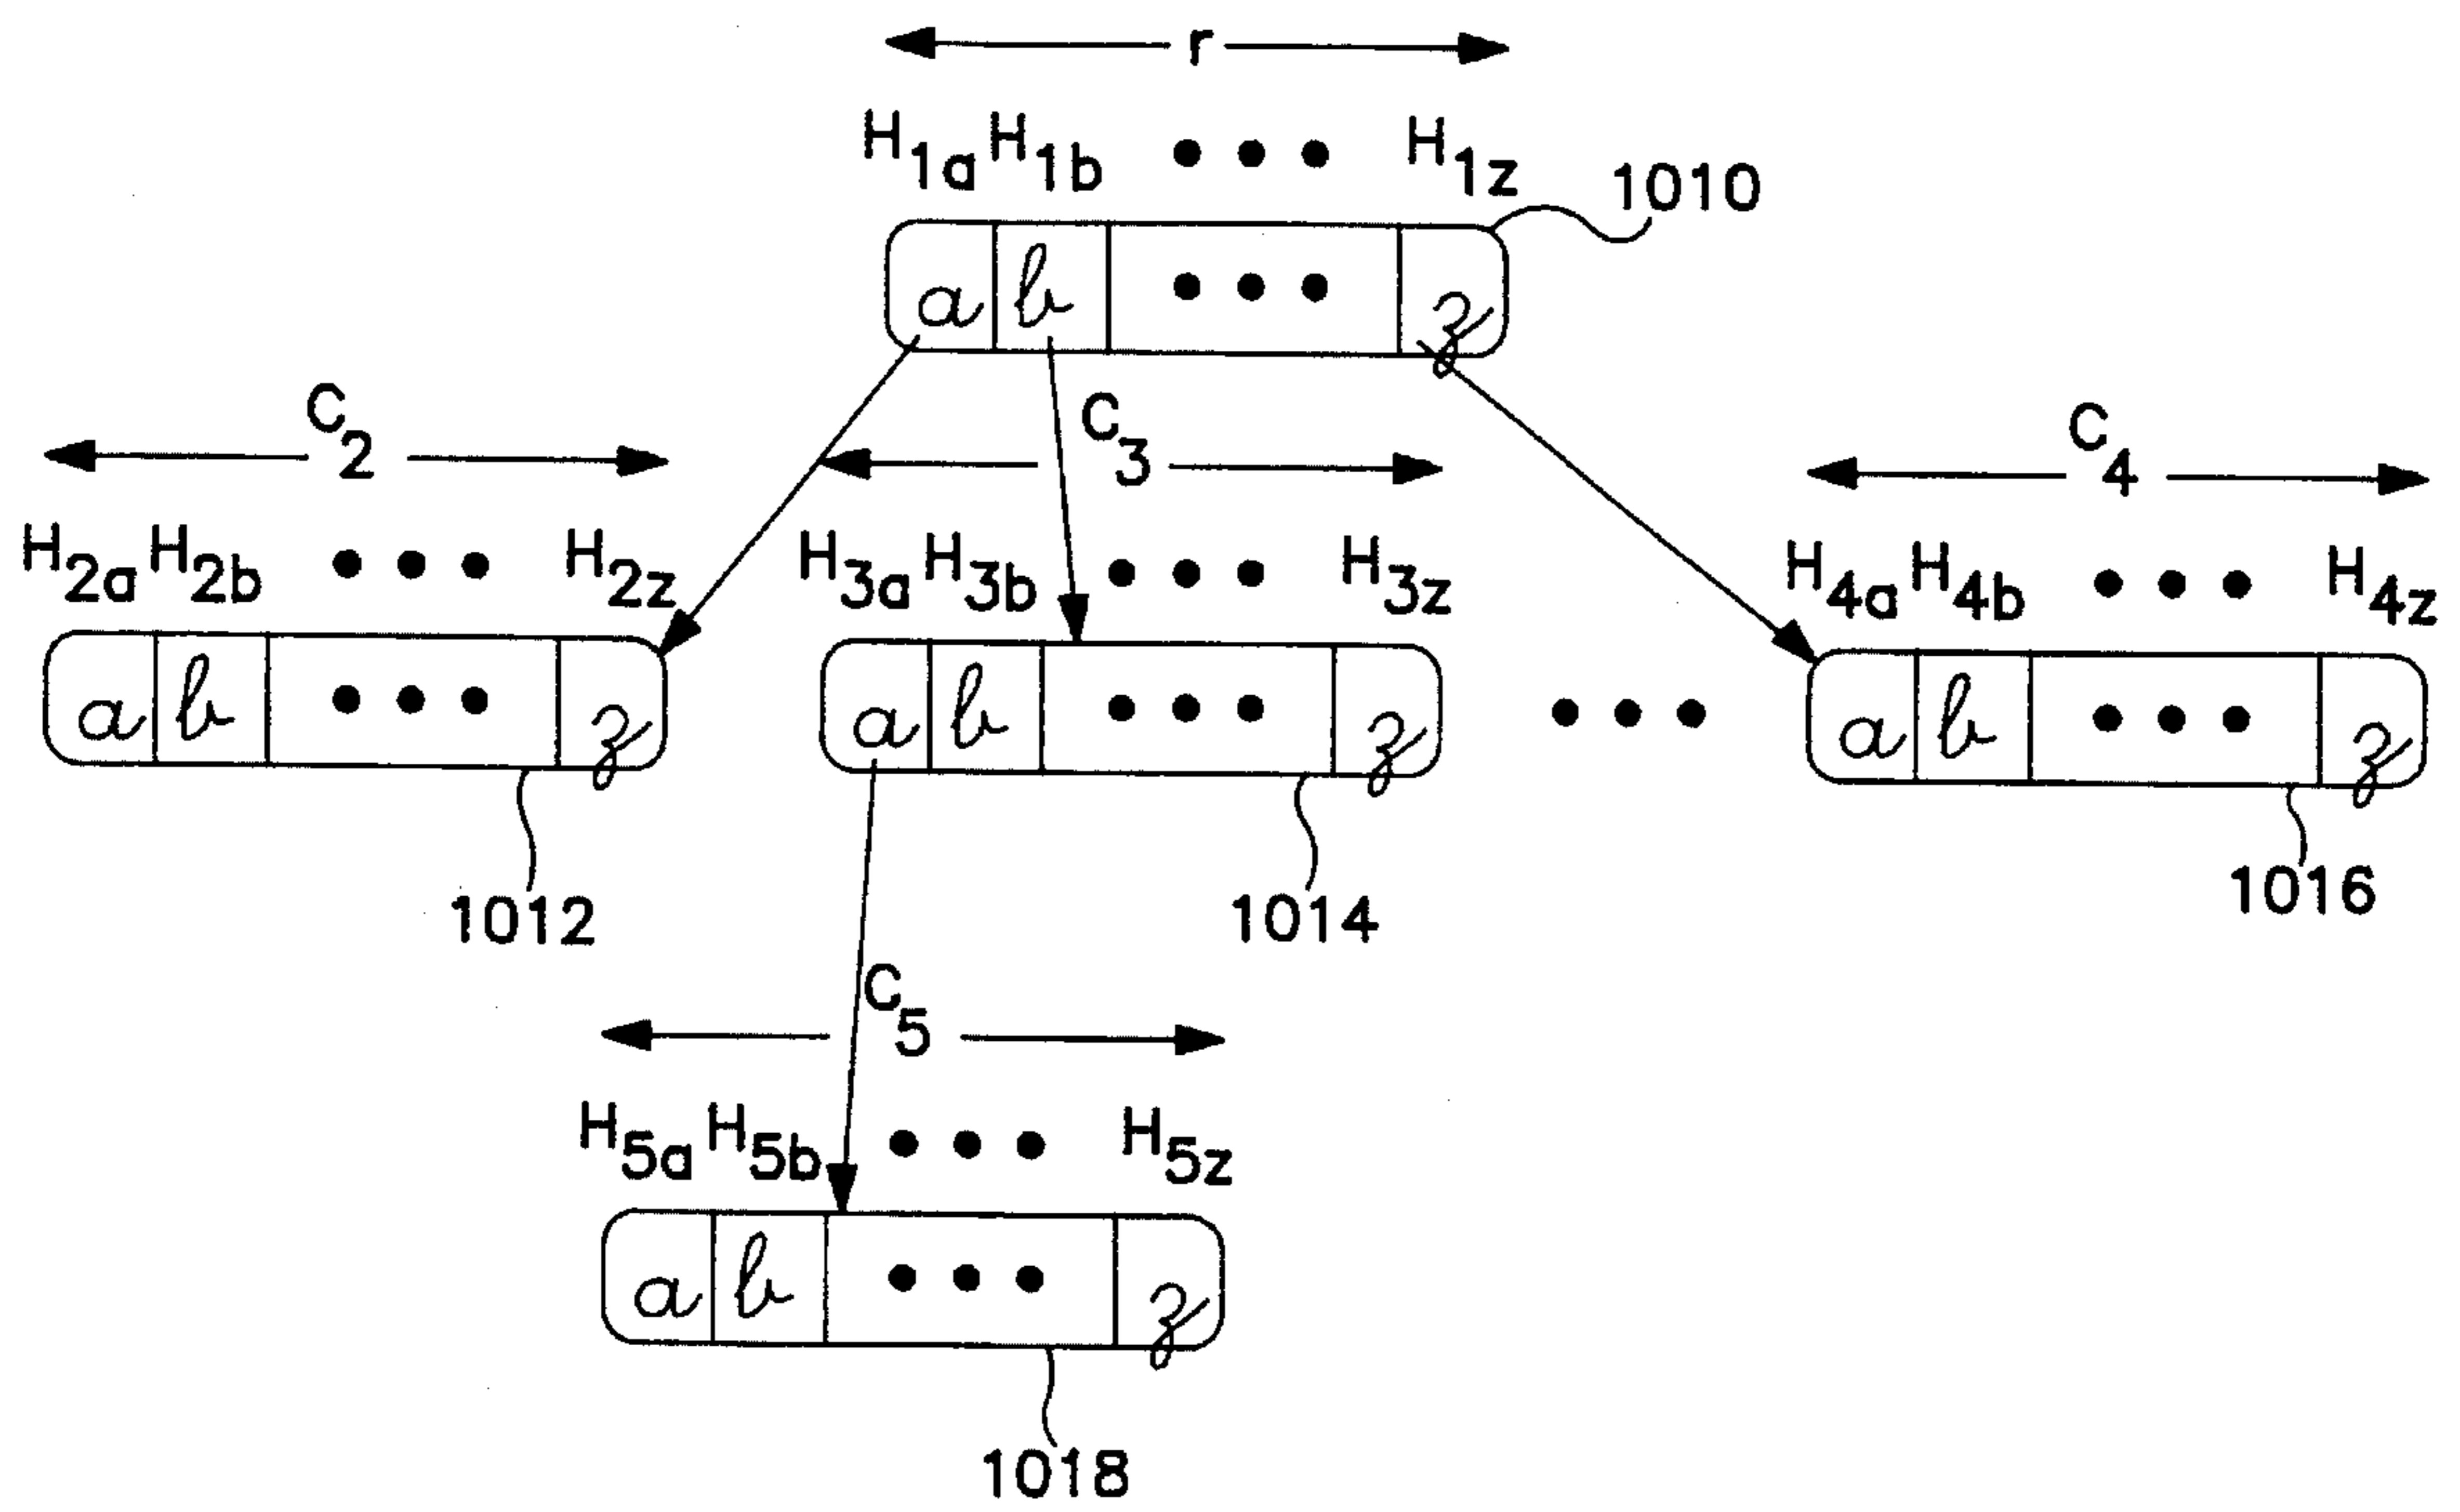 r
H1a H1b ••• H1z
1010
a b ••• z
C2 C3 C4
H2a H2b ••• H2z H3a H3b ••• H3z H4a H4b ••• H4z
a b ••• z a b ••• z ••• a b ••• z
1012 1014 1016
C5
H5a H5b ••• H5z
a b ••• z
1018